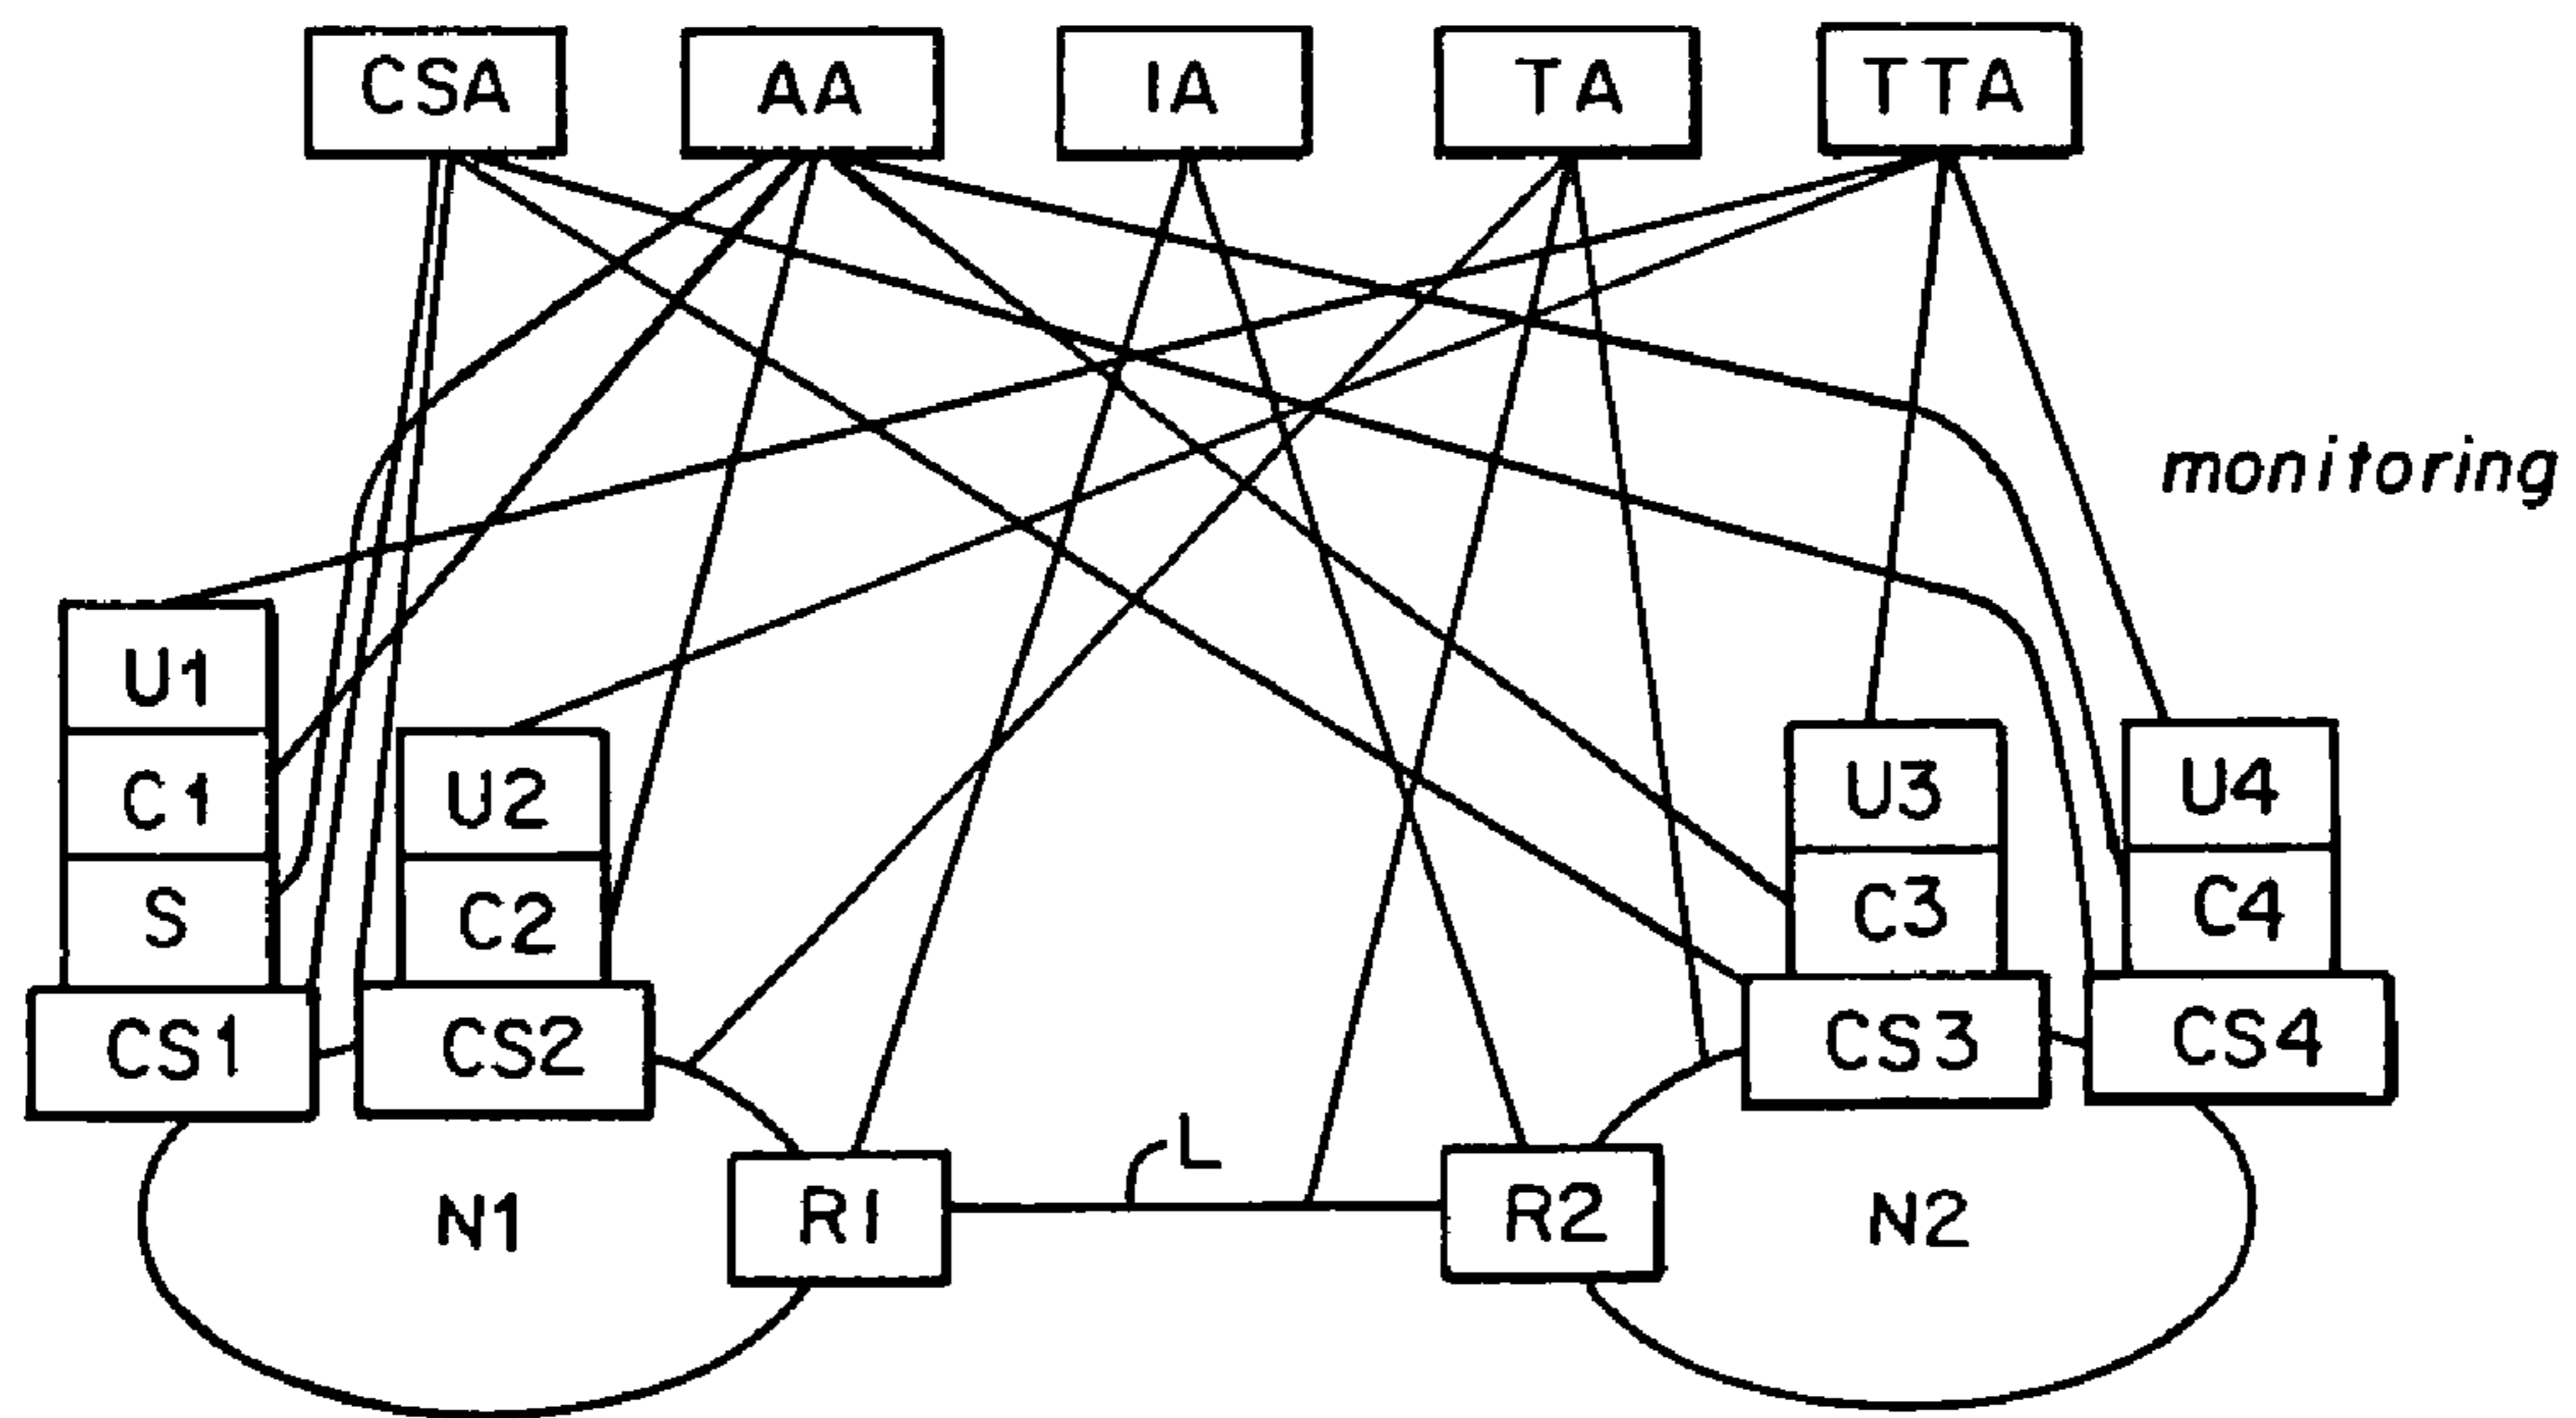 CSA
AA
IA
TA
TTA
monitoring
U1
C1
S
CS1
U2
C2
CS2
U3
C3
CS3
U4
C4
CS4
N1
R1
L
R2
N2